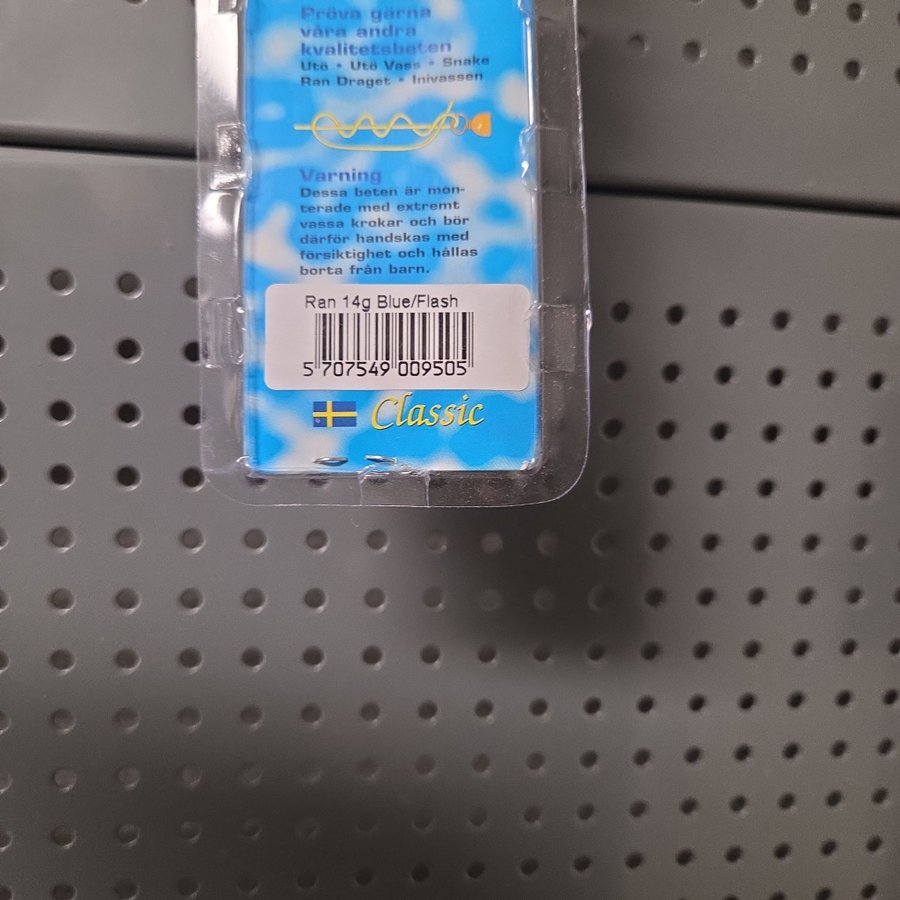 Pröva gärna
våra andra
kvalitetsbeten
Utö • Utö Vass • Snake
Ran Draget • Inivassen
Varning
Dessa beten är mon-
terade med extremt
vassa krokar och bör
därför handskas med
försiktighet och hållas
borta från barn.
Ran 14g Blue/Flash
5 707549 009505
Classic